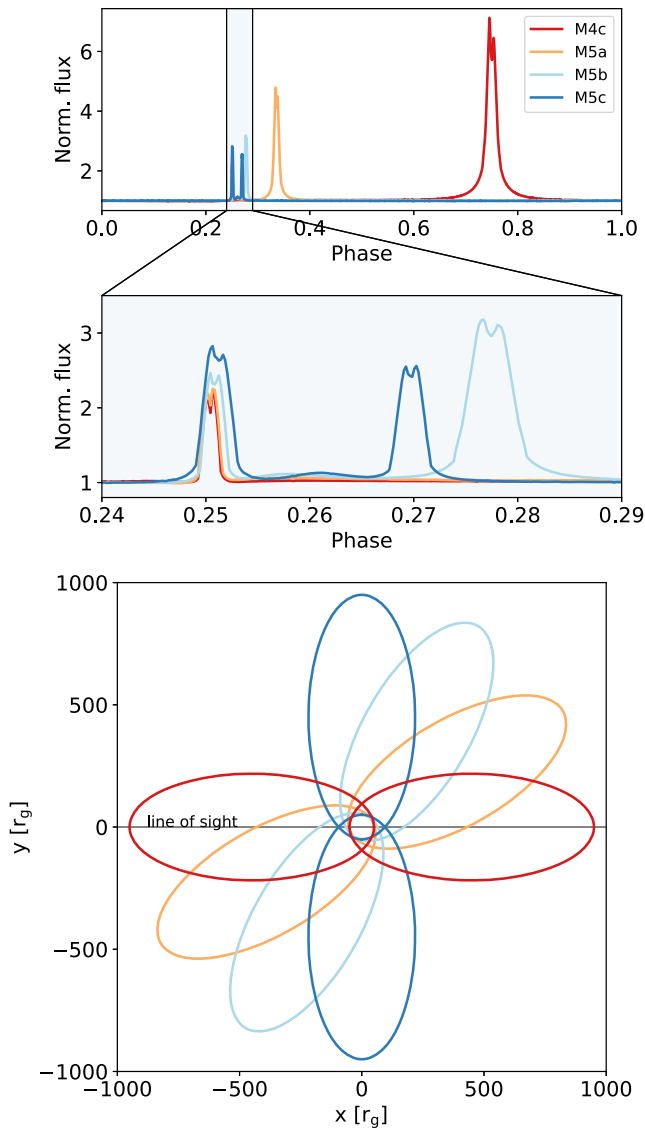 Norm. flux
6
4
2
M4c
M5a
M5b
M5c
0.0 0.2 0.4 0.6 0.8 1.0
Phase
Norm. flux
3
2
1
0.24 0.25 0.26 0.27 0.28 0.29
Phase
y [r_g]
1000
500
0
−500
−1000
line of sight
−1000 −500 0 500 1000
x [r_g]